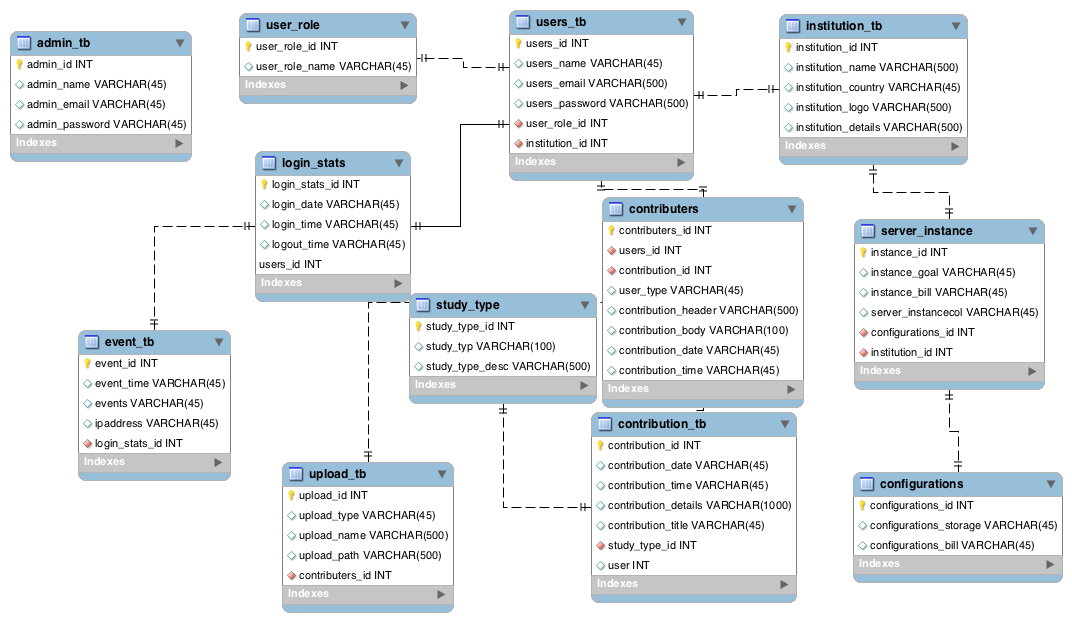 admin_tb
admin_id INT
admin_name VARCHAR(45)
admin_email VARCHAR(45)
admin_password VARCHAR(45)
Indexes
user_role
user_role_id INT
user_role_name VARCHAR(45)
Indexes
users_tb
users_id INT
users_name VARCHAR(45)
users_email VARCHAR(500)
users_password VARCHAR(500)
user_role_id INT
institution_id INT
Indexes
institution_tb
institution_id INT
institution_name VARCHAR(500)
institution_country VARCHAR(45)
institution_logo VARCHAR(500)
institution_details VARCHAR(500)
Indexes
login_stats
login_stats_id INT
login_date VARCHAR(45)
login_time VARCHAR(45)
logout_time VARCHAR(45)
users_id INT
Indexes
contributers
contributers_id INT
users_id INT
contribution_id INT
user_type VARCHAR(45)
contribution_header VARCHAR(500)
contribution_body VARCHAR(100)
contribution_date VARCHAR(45)
contribution_time VARCHAR(45)
Indexes
server_instance
instance_id INT
instance_goal VARCHAR(45)
instance_bill VARCHAR(45)
server_instancecol VARCHAR(45)
configurations_id INT
institution_id INT
Indexes
study_type
study_type_id INT
study_typ VARCHAR(100)
study_type_desc VARCHAR(500)
Indexes
event_tb
event_id INT
event_time VARCHAR(45)
events VARCHAR(45)
ipaddress VARCHAR(45)
login_stats_id INT
Indexes
upload_tb
upload_id INT
upload_type VARCHAR(45)
upload_name VARCHAR(500)
upload_path VARCHAR(500)
contributers_id INT
Indexes
contribution_tb
contribution_id INT
contribution_date VARCHAR(45)
contribution_time VARCHAR(45)
contribution_details VARCHAR(1000)
contribution_title VARCHAR(45)
study_type_id INT
user INT
Indexes
configurations
configurations_id INT
configurations_storage VARCHAR(45)
configurations_bill VARCHAR(45)
Indexes